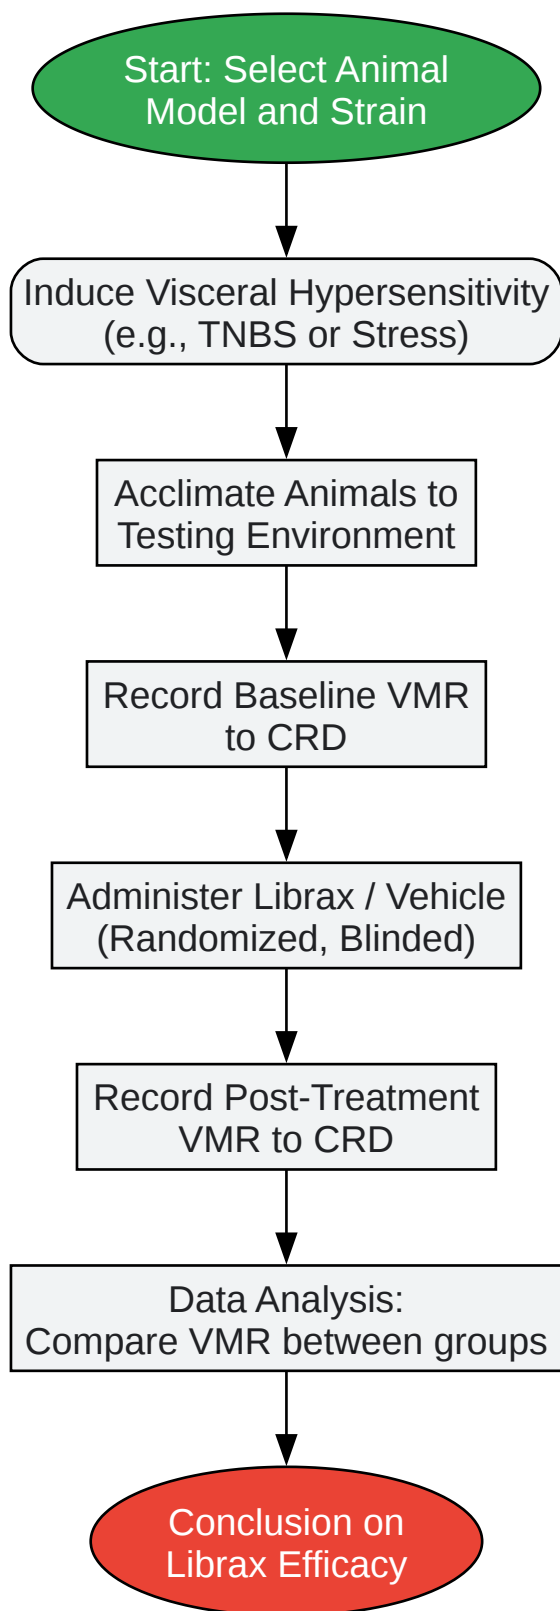 Start: Select Animal
Model and Strain
Induce Visceral Hypersensitivity
(e.g., TNBS or Stress)
Acclimate Animals to
Testing Environment
Record Baseline VMR
to CRD
Administer Librax / Vehicle
(Randomized, Blinded)
Record Post-Treatment
VMR to CRD
Data Analysis:
Compare VMR between groups
Conclusion on
Librax Efficacy